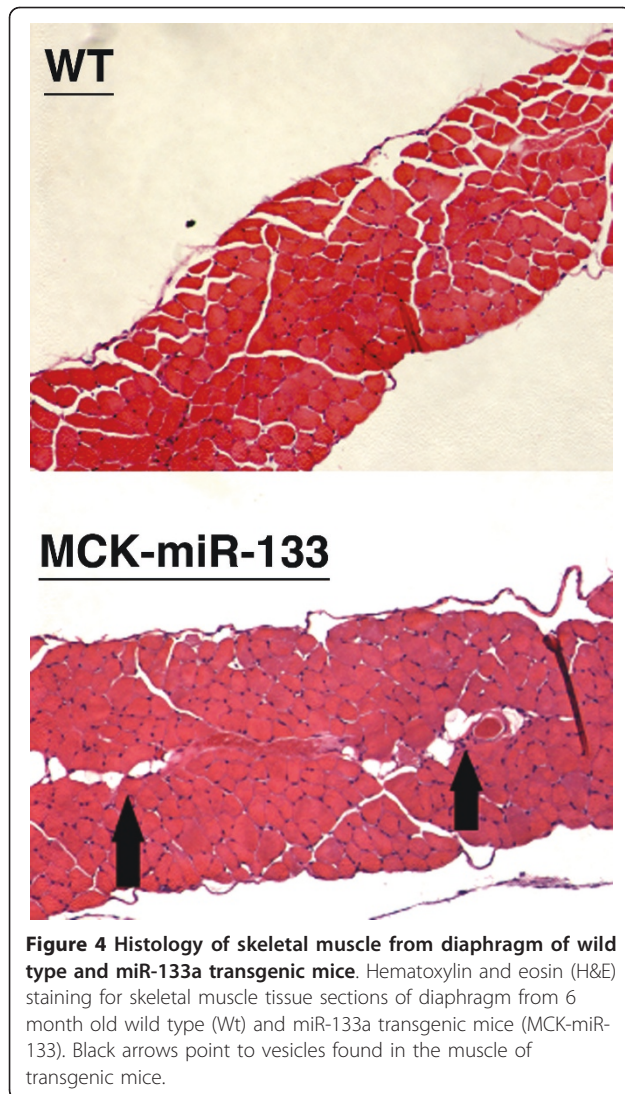 WT
MCK-miR-133
Figure 4 Histology of skeletal muscle from diaphragm of wild
type and miR-133a transgenic mice. Hematoxylin and eosin (H&E)
staining for skeletal muscle tissue sections of diaphragm from 6
month old wild type (Wt) and miR-133a transgenic mice (MCK-miR-
133). Black arrows point to vesicles found in the muscle of
transgenic mice.